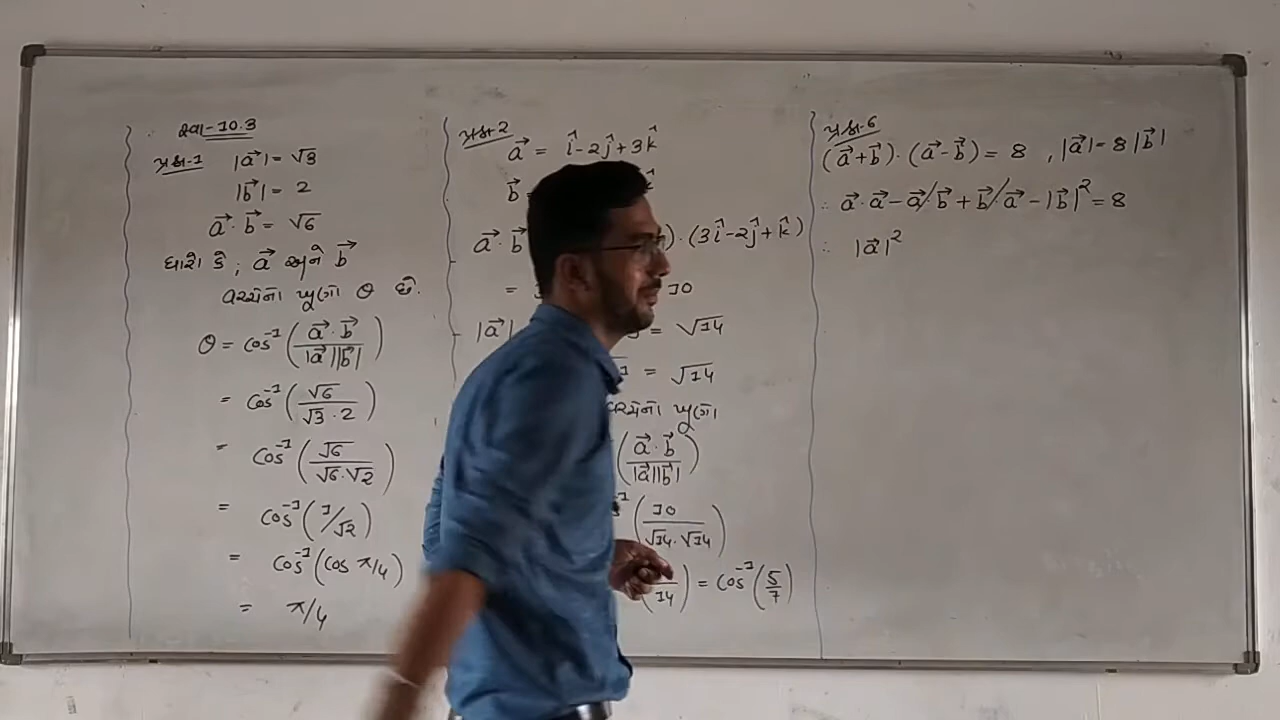 સ્વા-10.3
પ્રશ્ન-1 |a⃗| = √3
|b⃗| = 2
a⃗ · b⃗ = √6
ધારો કે ; a⃗ અને b⃗
વચ્ચેનો ખૂણો θ છે.
θ = cos⁻¹ (a⃗ · b⃗ / |a⃗||b⃗|)
= cos⁻¹ (√6 / √3 · 2)
= cos⁻¹ (√6 / √6 · √2)
= cos⁻¹ (1/√2)
= cos⁻¹ (cos π/4)
= π/4
પ્રશ્ન-2
a⃗ = î - 2ĵ + 3k̂
b⃗ = k̂
a⃗ · b⃗ ) · (3î - 2ĵ + k̂)
= 3 10
|a⃗| = √14
= √14
વચ્ચેનો ખૂણો
(a⃗ · b⃗ / |a⃗||b⃗|)
(10 / √14 · √14)
14) = cos⁻¹ (5/7)
પ્રશ્ન-6
(a⃗ + b⃗) · (a⃗ - b⃗) = 8 , |a⃗| = 8 |b⃗|
∴ a⃗ · a⃗ - a⃗ · b⃗ + b⃗ · a⃗ - |b⃗|² = 8
∴ |a⃗|²